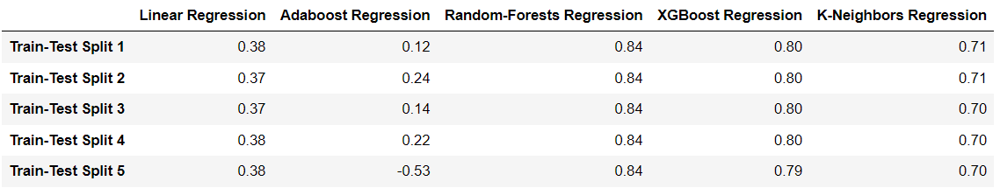 Linear Regression Adaboost Regression Random-Forests Regression XGBoost Regression K-Neighbors Regression
Train-Test Split 1 0.38 0.12 0.84 0.80 0.71
Train-Test Split 2 0.37 0.24 0.84 0.80 0.71
Train-Test Split 3 0.37 0.14 0.84 0.80 0.70
Train-Test Split 4 0.38 0.22 0.84 0.80 0.70
Train-Test Split 5 0.38 -0.53 0.84 0.79 0.70